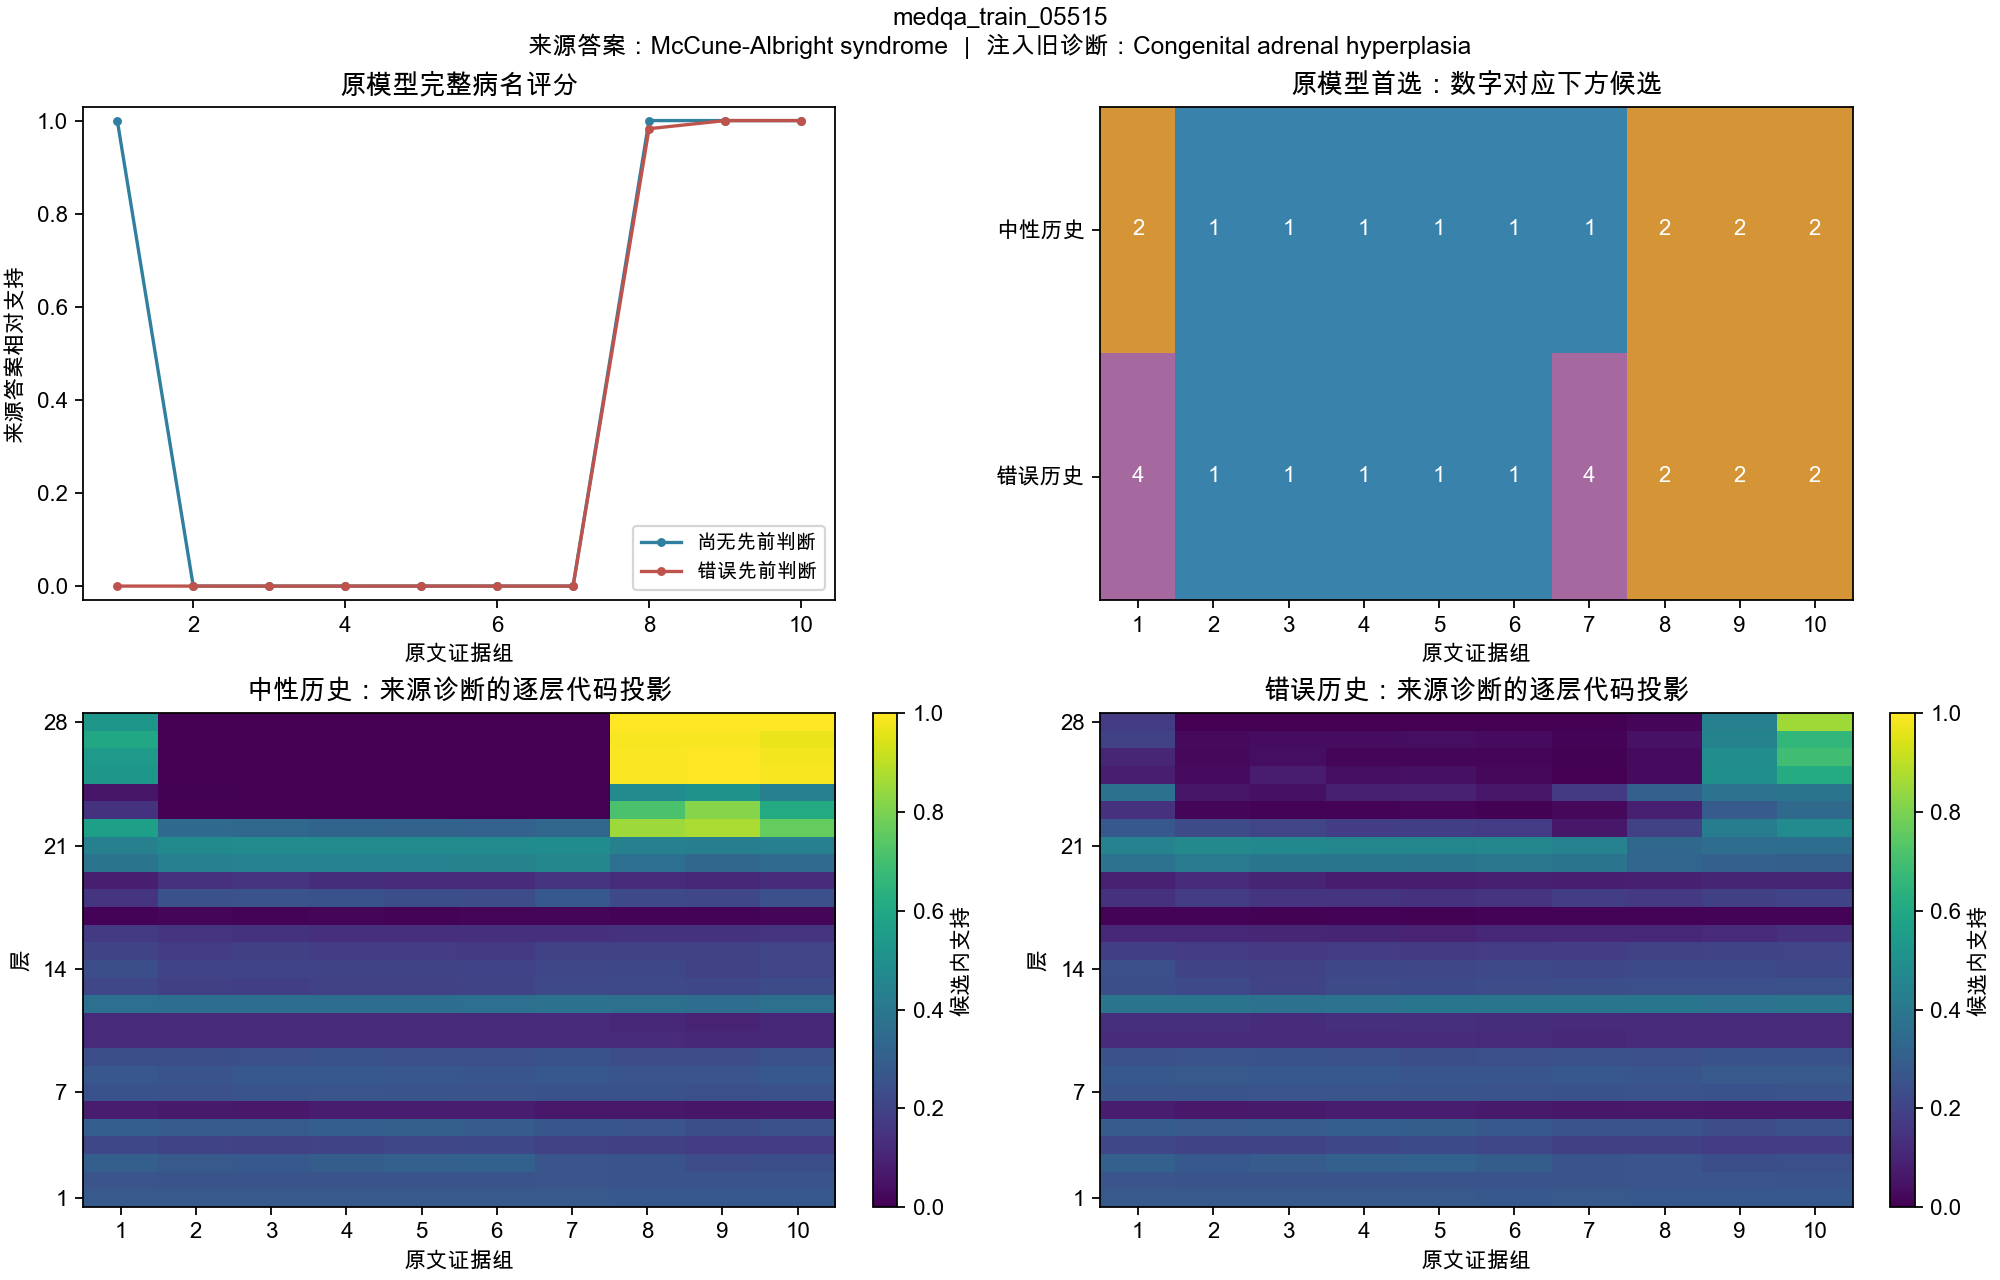 medqa_train_05515
来源答案：McCune-Albright syndrome | 注入旧诊断：Congenital adrenal hyperplasia
原模型完整病名评分
来源答案相对支持
1.0
0.8
0.6
0.4
0.2
0.0
尚无先前判断
错误先前判断
2 4 6 8 10
原文证据组
原模型首选：数字对应下方候选
中性历史
2 1 1 1 1 1 1 2 2 2
错误历史
4 1 1 1 1 1 4 2 2 2
1 2 3 4 5 6 7 8 9 10
原文证据组
中性历史：来源诊断的逐层代码投影
层
28
21
14
7
1
1 2 3 4 5 6 7 8 9 10
原文证据组
1.0
0.8
0.6
0.4
0.2
0.0
候选内支持
错误历史：来源诊断的逐层代码投影
层
28
21
14
7
1
1 2 3 4 5 6 7 8 9 10
原文证据组
1.0
0.8
0.6
0.4
0.2
0.0
候选内支持